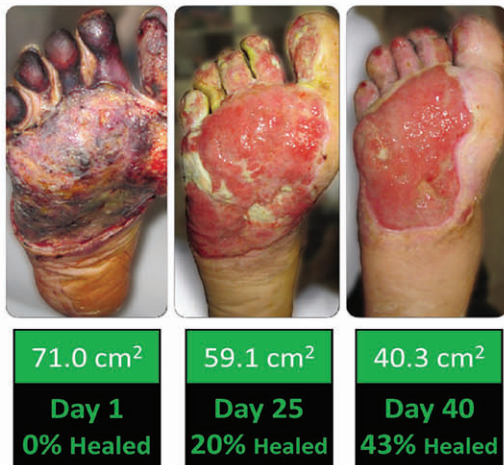 71.0 cm²
59.1 cm²
40.3 cm²
Day 1
0% Healed
Day 25
20% Healed
Day 40
43% Healed